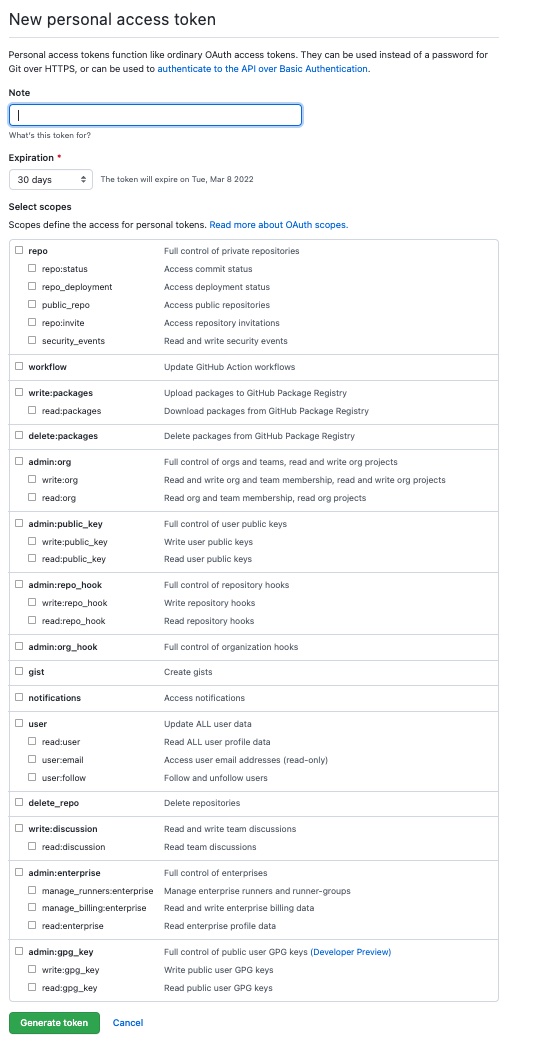 New personal access token
Personal access tokens function like ordinary OAuth access tokens. They can be used instead of a password for
Git over HTTPS, or can be used to authenticate to the API over Basic Authentication.
Note
What's this token for?
Expiration *
30 days The token will expire on Tue, Mar 8 2022
Select scopes
Scopes define the access for personal tokens. Read more about OAuth scopes.
repo Full control of private repositories
repo:status Access commit status
repo_deployment Access deployment status
public_repo Access public repositories
repo:invite Access repository invitations
security_events Read and write security events
workflow Update GitHub Action workflows
write:packages Upload packages to GitHub Package Registry
read:packages Download packages from GitHub Package Registry
delete:packages Delete packages from GitHub Package Registry
admin:org Full control of orgs and teams, read and write org projects
write:org Read and write org and team membership, read and write org projects
read:org Read org and team membership, read org projects
admin:public_key Full control of user public keys
write:public_key Write user public keys
read:public_key Read user public keys
admin:repo_hook Full control of repository hooks
write:repo_hook Write repository hooks
read:repo_hook Read repository hooks
admin:org_hook Full control of organization hooks
gist Create gists
notifications Access notifications
user Update ALL user data
read:user Read ALL user profile data
user:email Access user email addresses (read-only)
user:follow Follow and unfollow users
delete_repo Delete repositories
write:discussion Read and write team discussions
read:discussion Read team discussions
admin:enterprise Full control of enterprises
manage_runners:enterprise Manage enterprise runners and runner-groups
manage_billing:enterprise Read and write enterprise billing data
read:enterprise Read enterprise profile data
admin:gpg_key Full control of public user GPG keys (Developer Preview)
write:gpg_key Write public user GPG keys
read:gpg_key Read public user GPG keys
Generate token Cancel